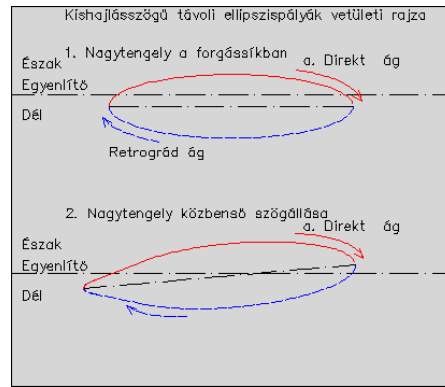 Kishajlásszögű távoli ellípszispályák vetületi rajza
1. Nagytengely a forgássíkban
Észak
a. Direkt ág
Egyenlítő
Dél
Retrográd ág
2. Nagytengely közbenső szögállása
a. Direkt ág
Észak
Egyenlítő
Dél